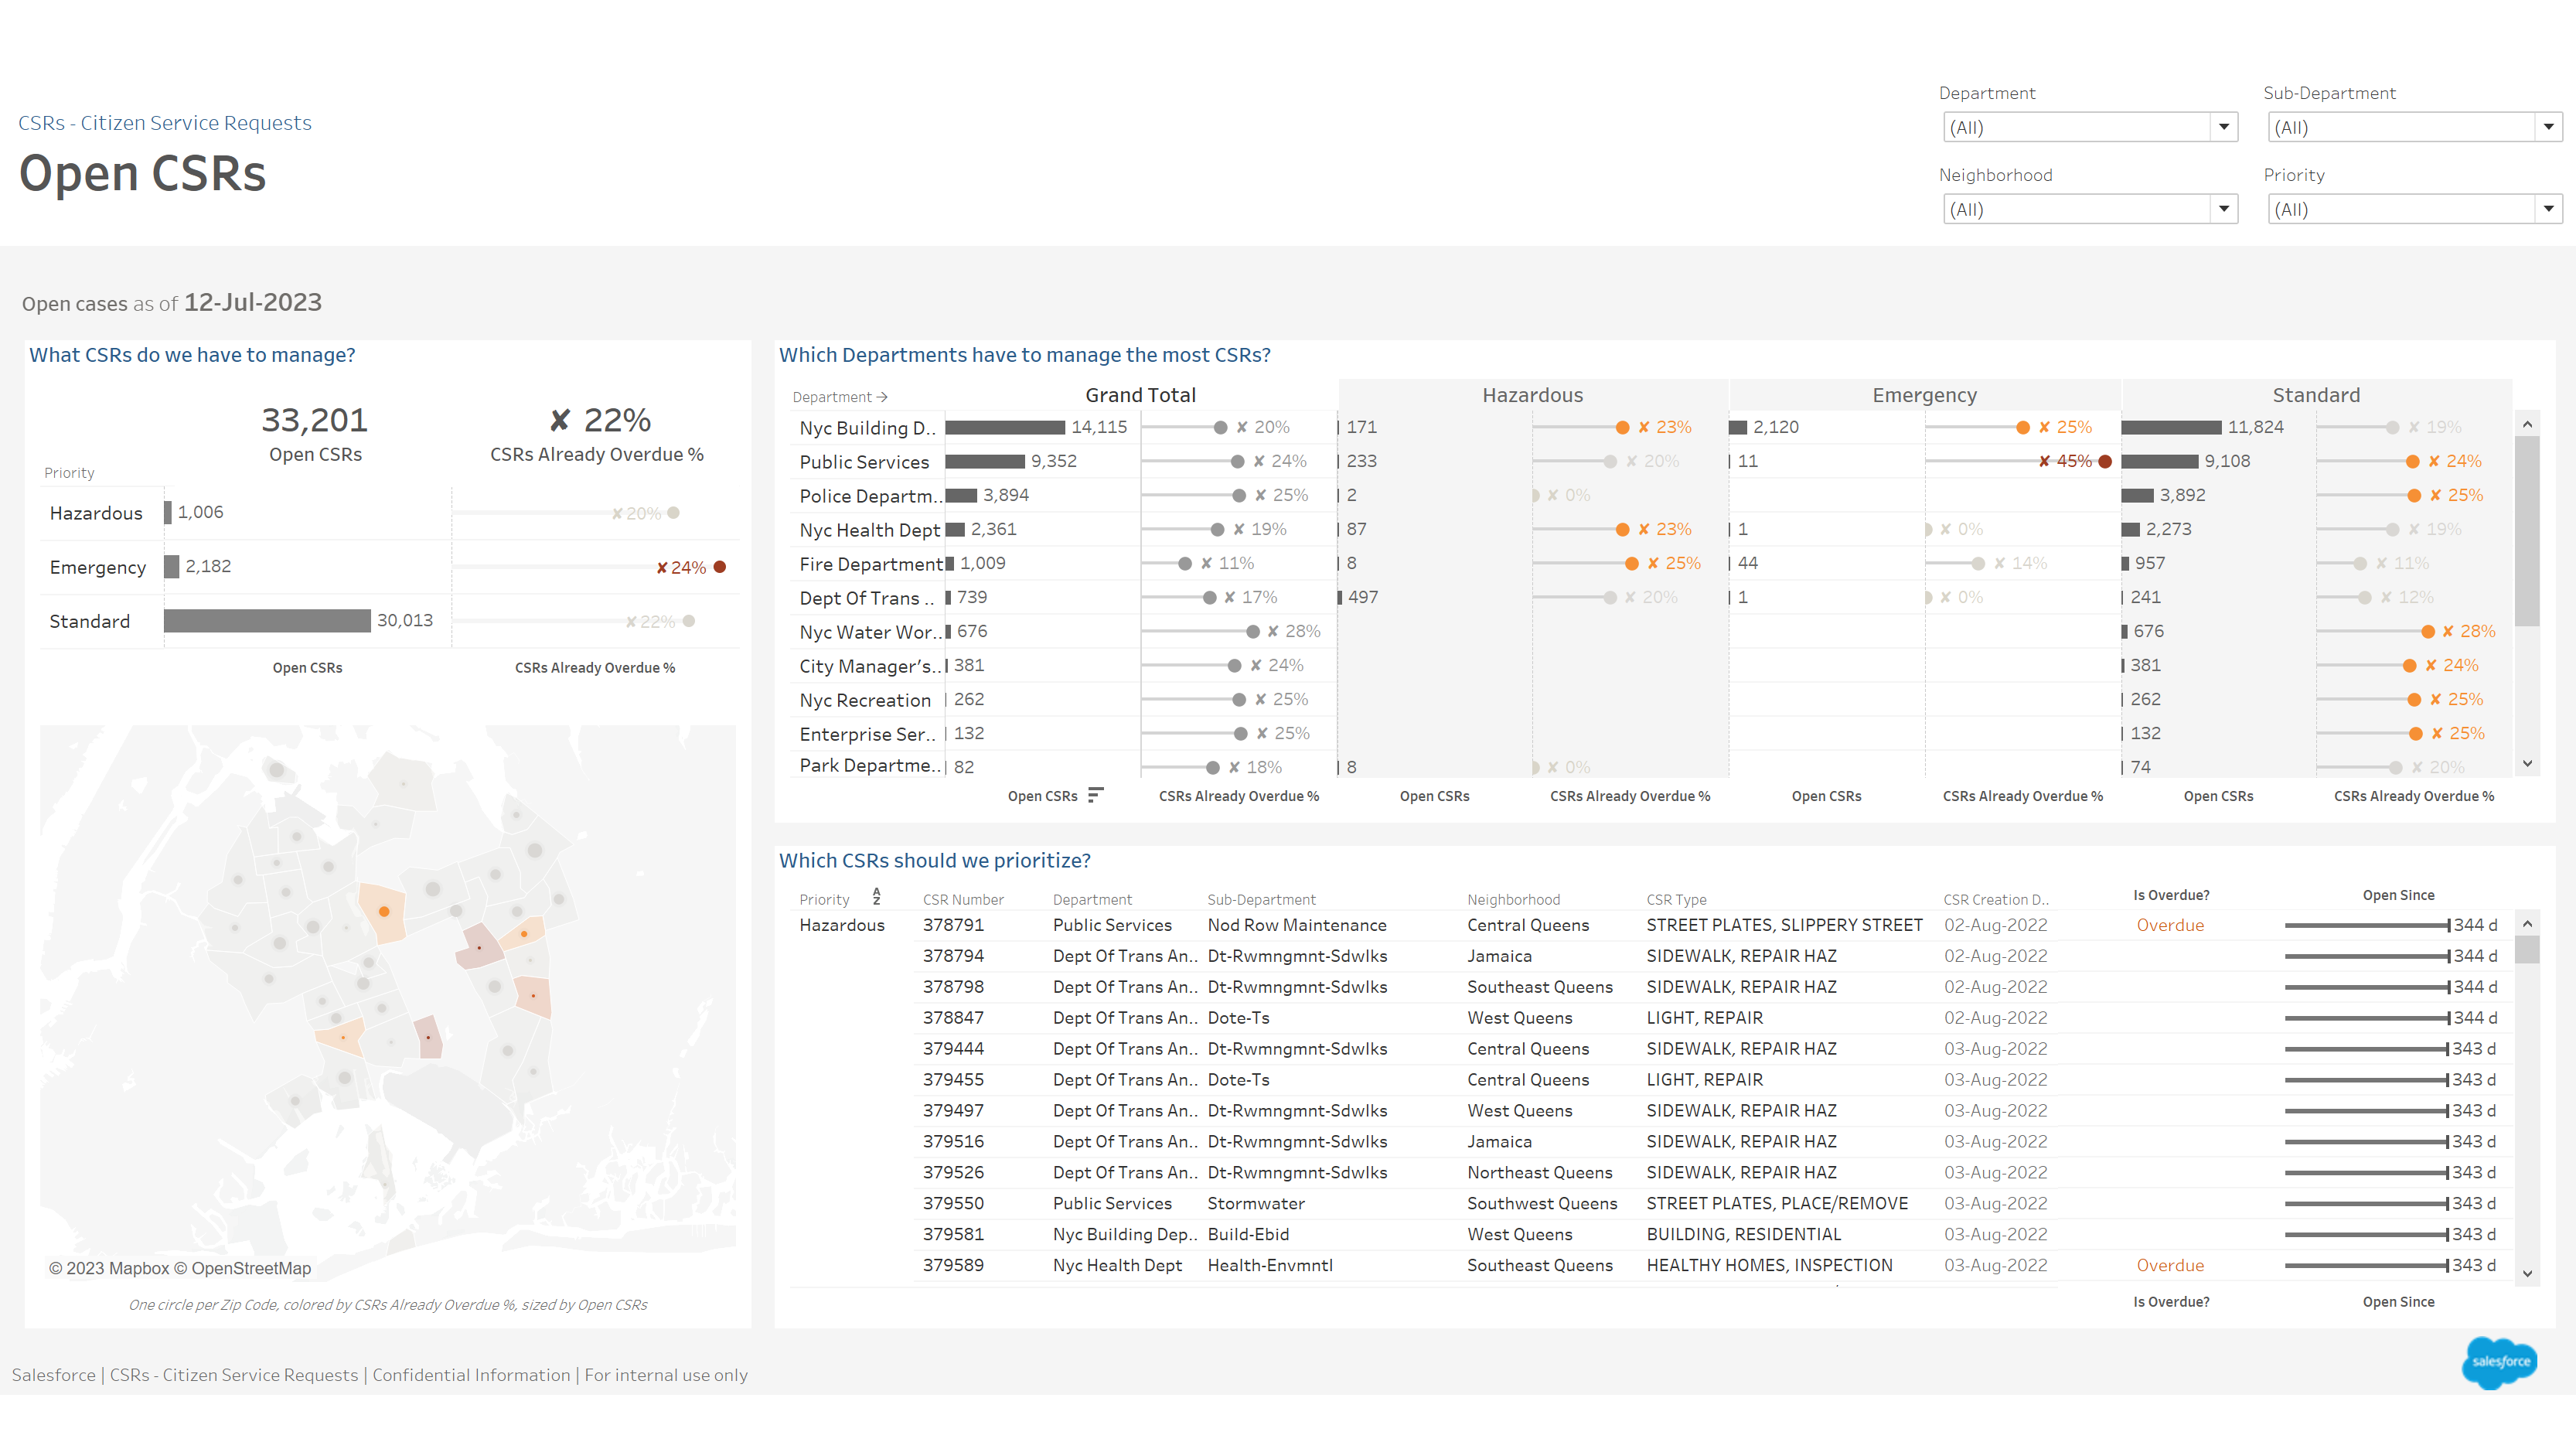 Department
Sub-Department
CSRs - Citizen Service Requests
(All)
(All)
Open CSRs
Neighborhood
Priority
(All)
(All)
Open cases as of 12-Jul-2023
What CSRs do we have to manage?
33,201
✘ 22%
Open CSRs
CSRs Already Overdue %
Priority
Hazardous 1,006 ✘ 20%
Emergency 2,182 ✘ 24%
Standard 30,013 ✘ 22%
Open CSRs CSRs Already Overdue %
© 2023 Mapbox © OpenStreetMap
One circle per Zip Code, colored by CSRs Already Overdue %, sized by Open CSRs
Which Departments have to manage the most CSRs?
Department → Grand Total Hazardous Emergency Standard
Nyc Building D.. 14,115 ✘ 20% 171 ✘ 23% 2,120 ✘ 25% 11,824 ✘ 19%
Public Services 9,352 ✘ 24% 233 ✘ 20% 11 ✘ 45% 9,108 ✘ 24%
Police Departm.. 3,894 ✘ 25% 2 ✘ 0% 3,892 ✘ 25%
Nyc Health Dept 2,361 ✘ 19% 87 ✘ 23% 1 ✘ 0% 2,273 ✘ 19%
Fire Department 1,009 ✘ 11% 8 ✘ 25% 44 ✘ 14% 957 ✘ 11%
Dept Of Trans .. 739 ✘ 17% 497 ✘ 20% 1 ✘ 0% 241 ✘ 12%
Nyc Water Wor.. 676 ✘ 28% 676 ✘ 28%
City Manager's.. 381 ✘ 24% 381 ✘ 24%
Nyc Recreation 262 ✘ 25% 262 ✘ 25%
Enterprise Ser.. 132 ✘ 25% 132 ✘ 25%
Park Departme.. 82 ✘ 18% 8 ✘ 0% 74 ✘ 20%
Open CSRs CSRs Already Overdue % Open CSRs CSRs Already Overdue % Open CSRs CSRs Already Overdue % Open CSRs CSRs Already Overdue %
Which CSRs should we prioritize?
Priority A Z CSR Number Department Sub-Department Neighborhood CSR Type CSR Creation D.. Is Overdue? Open Since
Hazardous 378791 Public Services Nod Row Maintenance Central Queens STREET PLATES, SLIPPERY STREET 02-Aug-2022 Overdue 344 d
378794 Dept Of Trans An.. Dt-Rwmngmnt-Sdwlks Jamaica SIDEWALK, REPAIR HAZ 02-Aug-2022 344 d
378798 Dept Of Trans An.. Dt-Rwmngmnt-Sdwlks Southeast Queens SIDEWALK, REPAIR HAZ 02-Aug-2022 344 d
378847 Dept Of Trans An.. Dote-Ts West Queens LIGHT, REPAIR 02-Aug-2022 344 d
379444 Dept Of Trans An.. Dt-Rwmngmnt-Sdwlks Central Queens SIDEWALK, REPAIR HAZ 03-Aug-2022 343 d
379455 Dept Of Trans An.. Dote-Ts Central Queens LIGHT, REPAIR 03-Aug-2022 343 d
379497 Dept Of Trans An.. Dt-Rwmngmnt-Sdwlks West Queens SIDEWALK, REPAIR HAZ 03-Aug-2022 343 d
379516 Dept Of Trans An.. Dt-Rwmngmnt-Sdwlks Jamaica SIDEWALK, REPAIR HAZ 03-Aug-2022 343 d
379526 Dept Of Trans An.. Dt-Rwmngmnt-Sdwlks Northeast Queens SIDEWALK, REPAIR HAZ 03-Aug-2022 343 d
379550 Public Services Stormwater Southwest Queens STREET PLATES, PLACE/REMOVE 03-Aug-2022 343 d
379581 Nyc Building Dep.. Build-Ebid West Queens BUILDING, RESIDENTIAL 03-Aug-2022 343 d
379589 Nyc Health Dept Health-Envmntl Southeast Queens HEALTHY HOMES, INSPECTION 03-Aug-2022 Overdue 343 d
Is Overdue? Open Since
Salesforce | CSRs - Citizen Service Requests | Confidential Information | For internal use only
salesforce